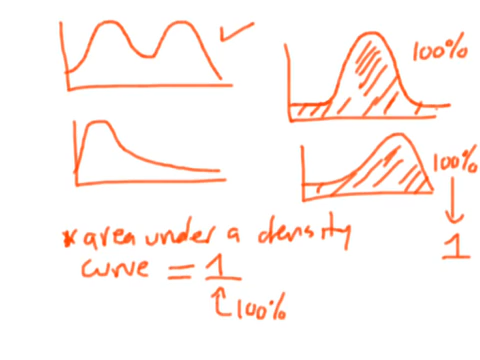 100%
100%
1
* area under a density
curve = 1
100%